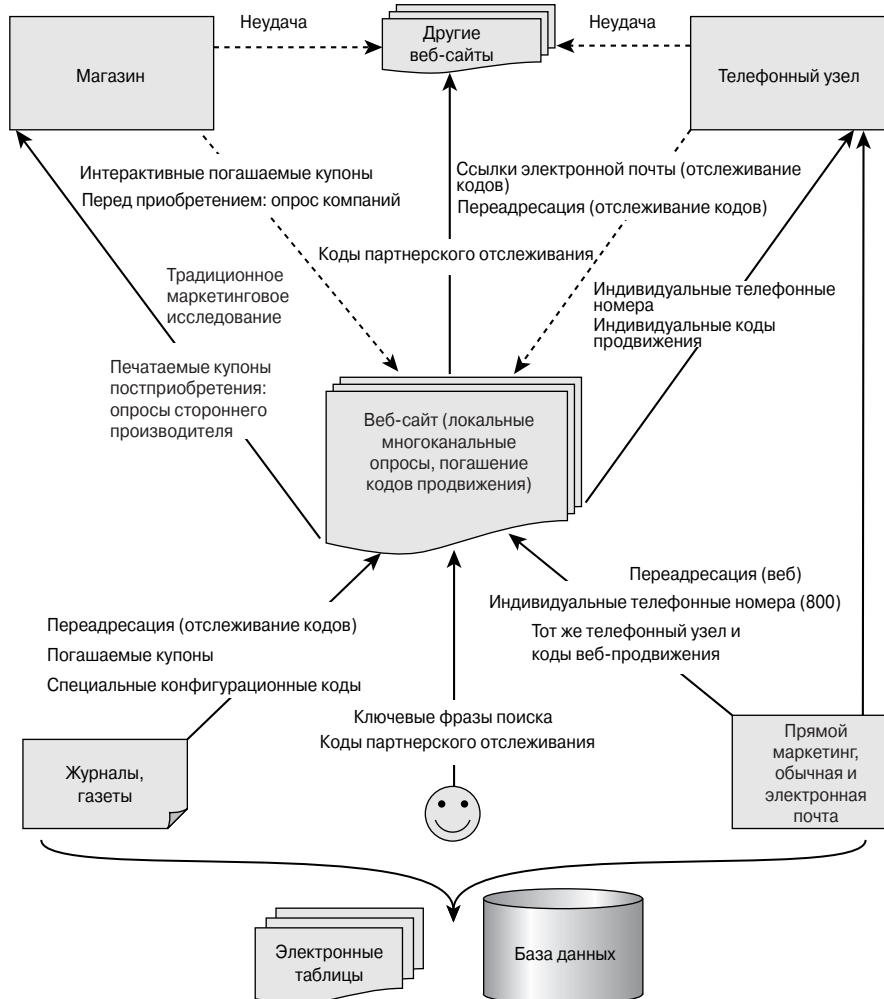 Неудача
Неудача
Другие
веб-сайты
Магазин
Телефонный узел
Интерактивные погашаемые купоны
Перед приобретением: опрос компаний
Ссылки электронной почты (отслеживание
кодов)
Переадресация (отслеживание кодов)
Коды партнерского отслеживания
Традиционное
маркетинговое
исследование
Индивидуальные телефонные
номера
Индивидуальные коды
продвижения
Печатаемые купоны
постприобретения:
опросы стороннего
производителя
Веб-сайт (локальные
многоканальные
опросы, погашение
кодов продвижения)
Переадресация (веб)
Индивидуальные телефонные номера (800)
Тот же телефонный узел и
коды веб-продвижения
Переадресация (отслеживание кодов)
Погашаемые купоны
Специальные конфигурационные коды
Ключевые фразы поиска
Коды партнерского отслеживания
Журналы,
газеты
Прямой
маркетинг,
обычная и
электронная
почта
Электронные
таблицы
База данных